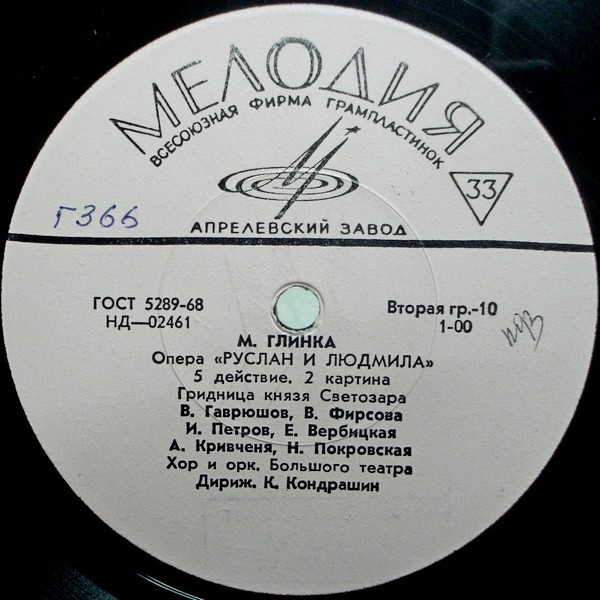 МЕЛОДИЯ
ВСЕСОЮЗНАЯ ФИРМА ГРАМПЛАСТИНОК
33
Г366
АПРЕЛЕВСКИЙ ЗАВОД
ГОСТ 5289-68
НД—02461
Вторая гр.-10
1-00
М. ГЛИНКА
Опера «РУСЛАН И ЛЮДМИЛА»
5 действие. 2 картина
Гридница князя Светозара
В. Гаврюшов, В. Фирсова
И. Петров, Е. Вербицкая
А. Кривченя, Н. Покровская
Хор и орк. Большого театра
Дириж. К. Кондрашин